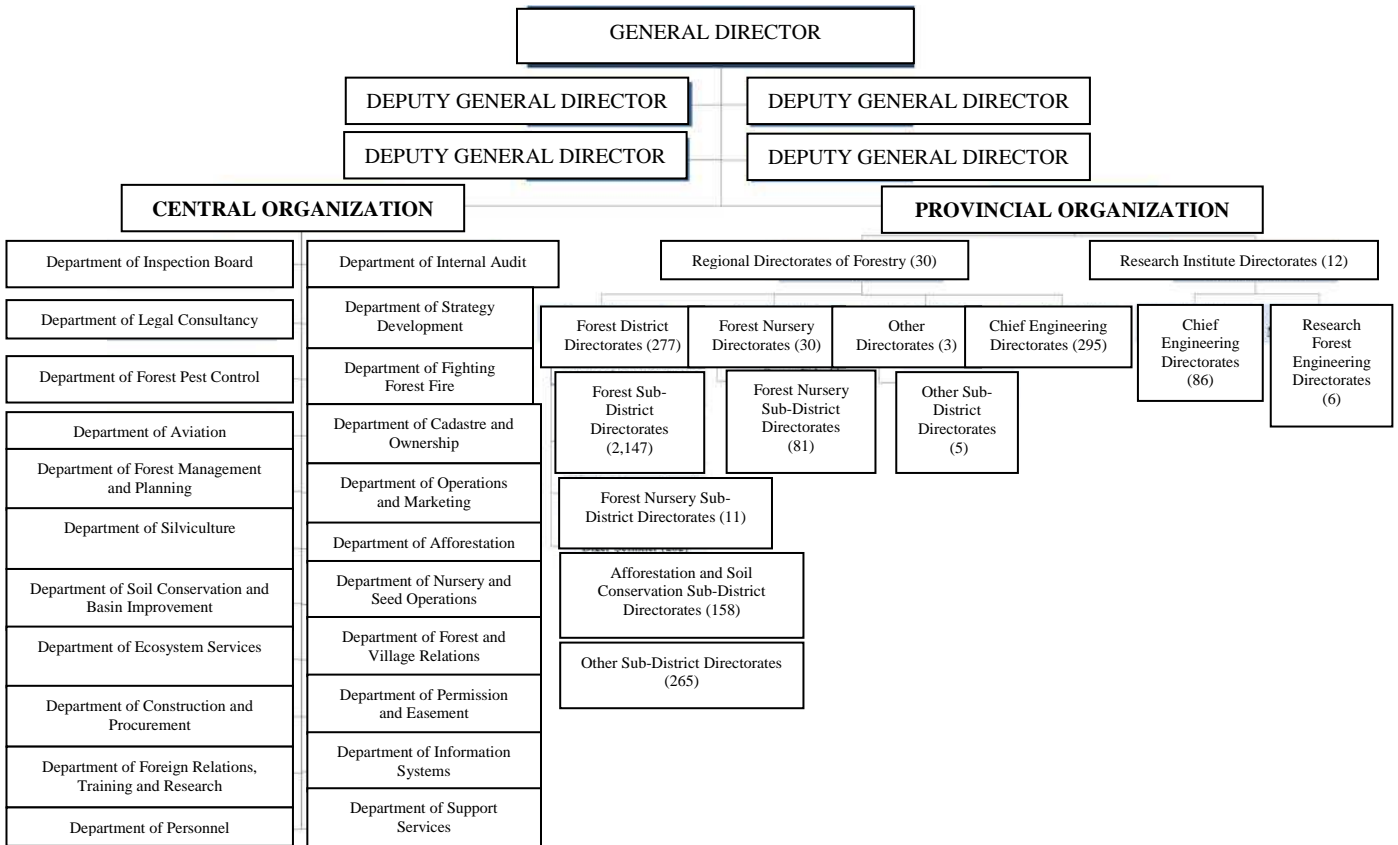 GENERAL DIRECTOR
DEPUTY GENERAL DIRECTOR
DEPUTY GENERAL DIRECTOR
DEPUTY GENERAL DIRECTOR
DEPUTY GENERAL DIRECTOR
CENTRAL ORGANIZATION
PROVINCIAL ORGANIZATION
Department of Inspection Board
Department of Legal Consultancy
Department of Forest Pest Control
Department of Aviation
Department of Forest Management
and Planning
Department of Silviculture
Department of Soil Conservation and
Basin Improvement
Department of Ecosystem Services
Department of Construction and
Procurement
Department of Foreign Relations,
Training and Research
Department of Personnel
Department of Internal Audit
Department of Strategy
Development
Department of Fighting
Forest Fire
Department of Cadastre and
Ownership
Department of Operations
and Marketing
Department of Afforestation
Department of Nursery and
Seed Operations
Department of Forest and
Village Relations
Department of Permission
and Easement
Department of Information
Systems
Department of Support
Services
Regional Directorates of Forestry (30)
Forest District
Directorates (277)
Forest Nursery
Directorates (30)
Other
Directorates (3)
Chief Engineering
Directorates (295)
Forest Sub-
District
Directorates
(2,147)
Forest Nursery
Sub-District
Directorates
(81)
Other Sub-
District
Directorates
(5)
Forest Nursery Sub-
District Directorates (11)
Afforestation and Soil
Conservation Sub-District
Directorates (158)
Other Sub-District Directorates
(265)
Research Institute Directorates (12)
Chief
Engineering
Directorates
(86)
Research
Forest
Engineering
Directorates
(6)